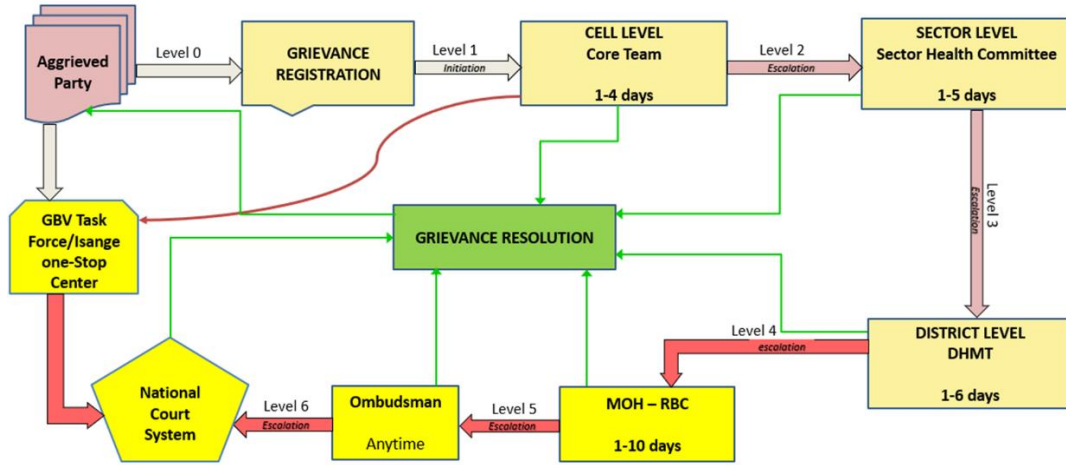 Aggrieved
Party
Level 0
GRIEVANCE
REGISTRATION
Level 1
Initiation
CELL LEVEL
Core Team
1-4 days
Level 2
Escalation
SECTOR LEVEL
Sector Health Committee
1-5 days
Level 3
Escalation
GBV Task
Force/Isange
one-Stop
Center
GRIEVANCE RESOLUTION
DISTRICT LEVEL
DHMT
1-6 days
Level 4
escalation
MOH – RBC
1-10 days
Level 5
Escalation
Ombudsman
Anytime
Level 6
Escalation
National
Court
System